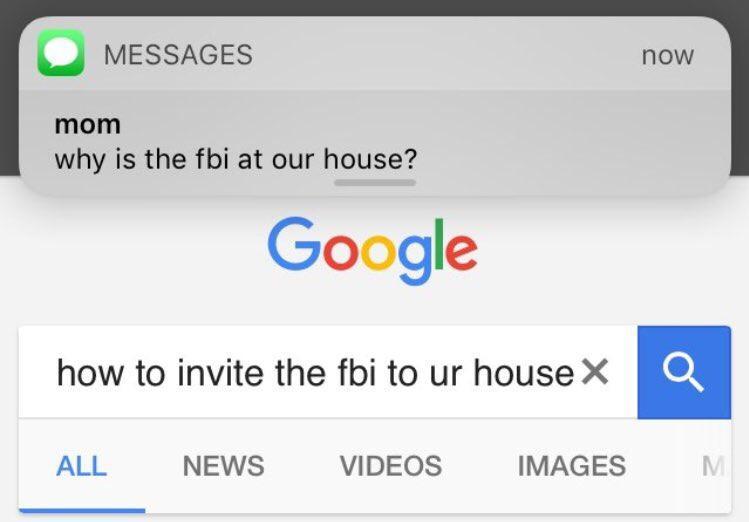 MESSAGES now
mom
why is the fbi at our house?
Google
how to invite the fbi to ur house
ALL NEWS VIDEOS IMAGES